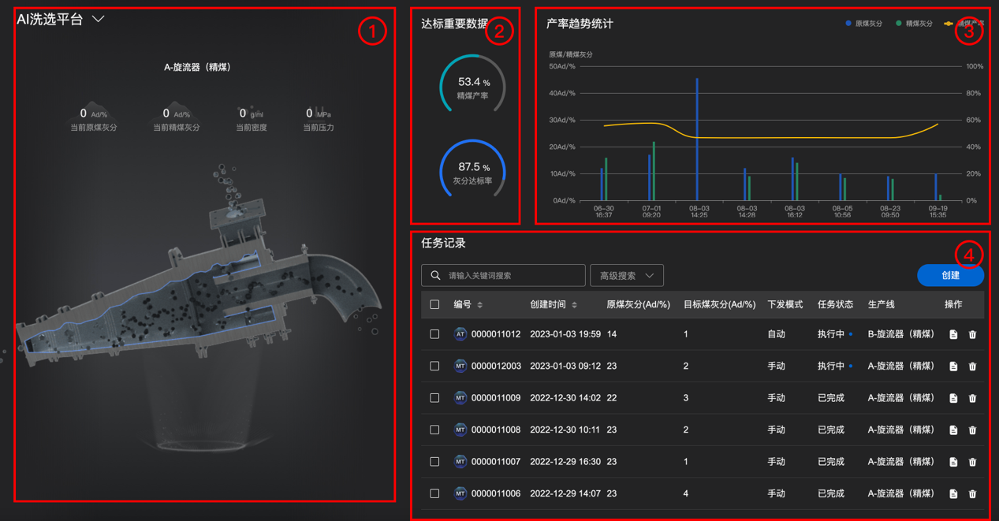 AI洗选平台
①
A-旋流器（精煤）
0 Ad/%
当前原煤灰分
0 Ad/%
当前精煤灰分
0 g/ml
当前密度
0 MPa
当前压力
达标重要数据
②
53.4 %
精煤产率
87.5 %
灰分达标率
产率趋势统计
原煤灰分 精煤灰分 精煤产率
③
原煤/精煤灰分
50Ad/% 100%
40Ad/% 80%
30Ad/% 60%
20Ad/% 40%
10Ad/% 20%
0Ad/% 0%
06-30 07-01 08-03 08-03 08-03 08-05 08-23 09-19
16:37 09:20 14:25 14:28 16:12 10:56 09:50 15:35
任务记录
④
请输入关键词搜索 高级搜索 创建
编号 创建时间 原煤灰分(Ad/%) 目标煤灰分(Ad/%) 下发模式 任务状态 生产线 操作
AT 0000011012 2023-01-03 19:59 14 1 自动 执行中 B-旋流器（精煤）
MT 0000012003 2023-01-03 09:12 23 2 手动 执行中 A-旋流器（精煤）
MT 0000011009 2022-12-30 14:02 22 3 手动 已完成 A-旋流器（精煤）
MT 0000011008 2022-12-30 10:11 23 2 手动 已完成 A-旋流器（精煤）
MT 0000011007 2022-12-29 16:30 23 1 手动 已完成 A-旋流器（精煤）
MT 0000011006 2022-12-29 14:07 23 4 手动 已完成 A-旋流器（精煤）